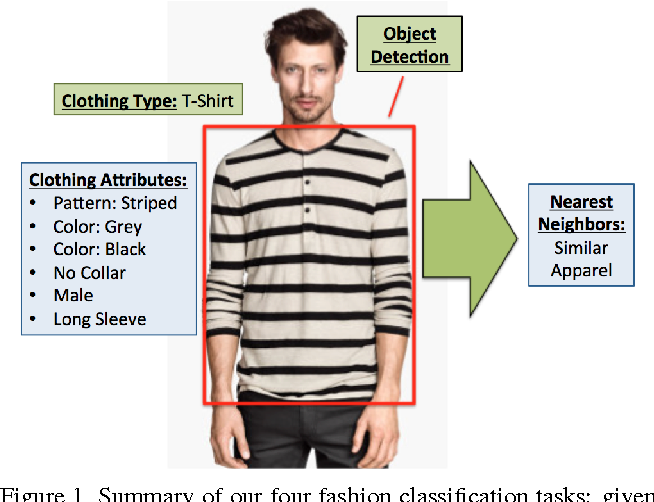 Object
Detection
Clothing Type: T-Shirt
Clothing Attributes:
• Pattern: Striped
• Color: Grey
• Color: Black
• No Collar
• Male
• Long Sleeve
Nearest
Neighbors:
Similar
Apparel
Figure 1. Summary of our four fashion classification tasks: given